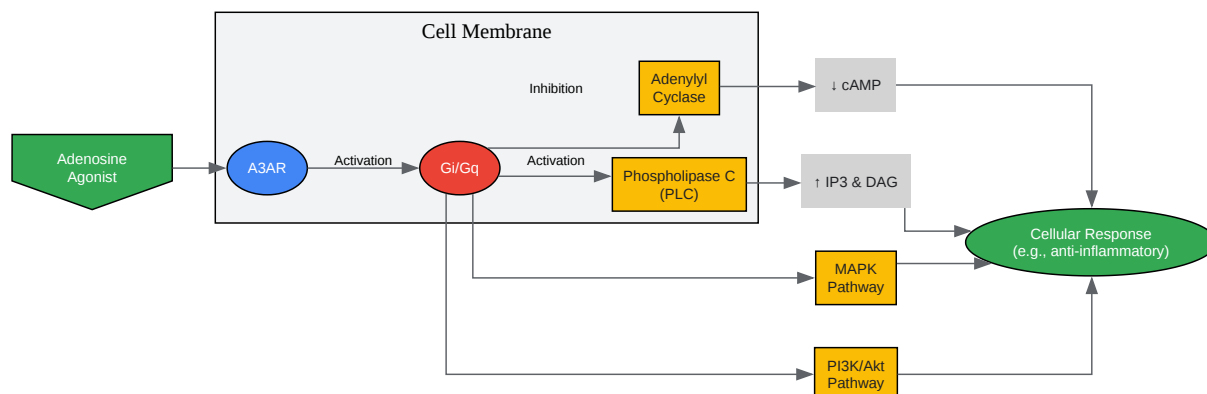 Cell Membrane
Adenosine
Agonist
A3AR
Activation
Gi/Gq
Inhibition
Activation
Adenylyl
Cyclase
Phospholipase C
(PLC)
↓ cAMP
↑ IP3 & DAG
MAPK
Pathway
PI3K/Akt
Pathway
Cellular Response
(e.g., anti-inflammatory)